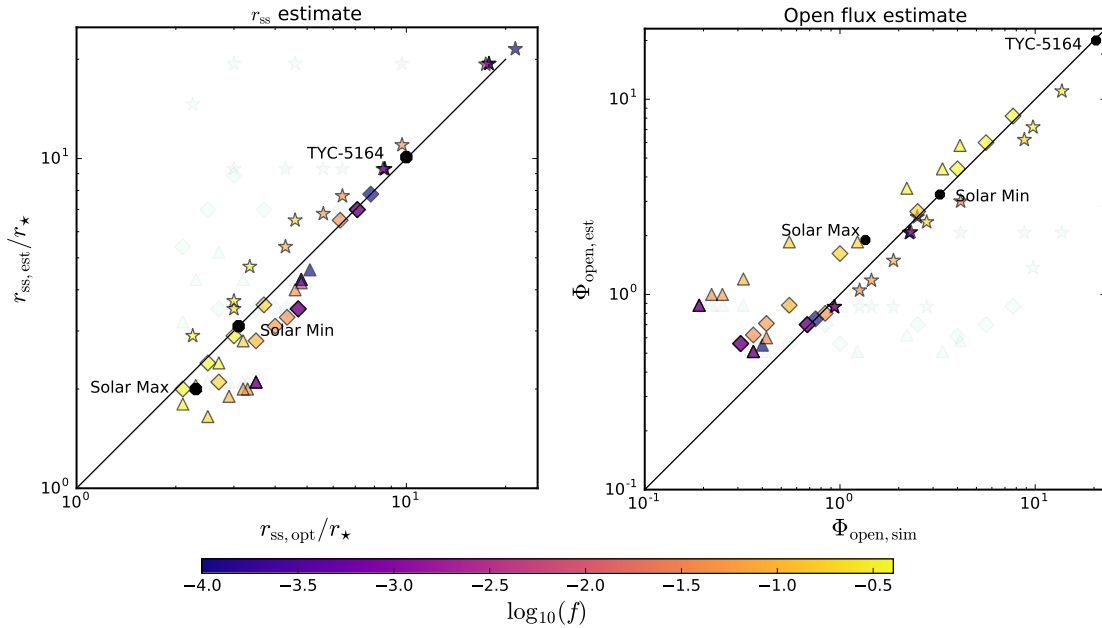 r_ss estimate
10^1
10^0
10^0
10^1
r_ss,est/r_⋆
r_ss,opt/r_⋆
TYC-5164
Solar Min
Solar Max
Open flux estimate
10^1
10^0
10^-1
10^-1
10^0
10^1
Φ_open,est
Φ_open,sim
TYC-5164
Solar Min
Solar Max
−4.0 −3.5 −3.0 −2.5 −2.0 −1.5 −1.0 −0.5
log_10(f)